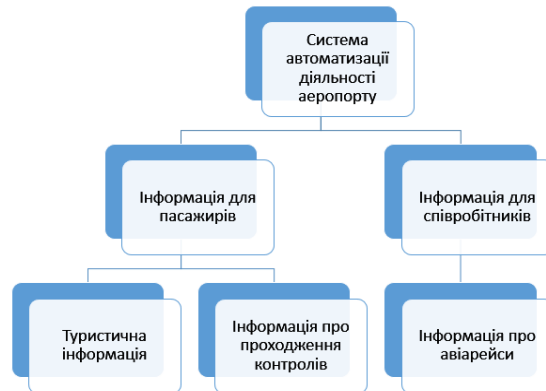 Система
автоматизації
діяльності
аеропорту
Інформація для
пасажирів
Інформація для
співробітників
Туристична
інформація
Інформація про
проходження
контролів
Інформація про
авіарейси